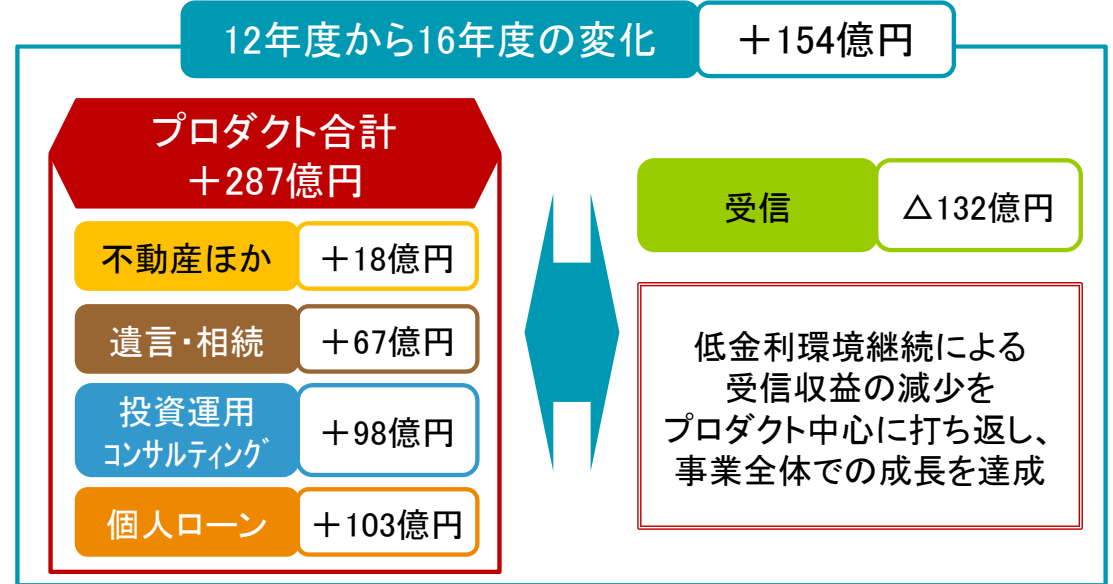 12年度から16年度の変化
＋154億円
プロダクト合計
＋287億円
不動産ほか
＋18億円
遺言・相続
＋67億円
投資運用
ｺﾝｻﾙﾃｨﾝｸﾞ
＋98億円
個人ローン
＋103億円
受信
△132億円
低金利環境継続による
受信収益の減少を
プロダクト中心に打ち返し、
事業全体での成長を達成